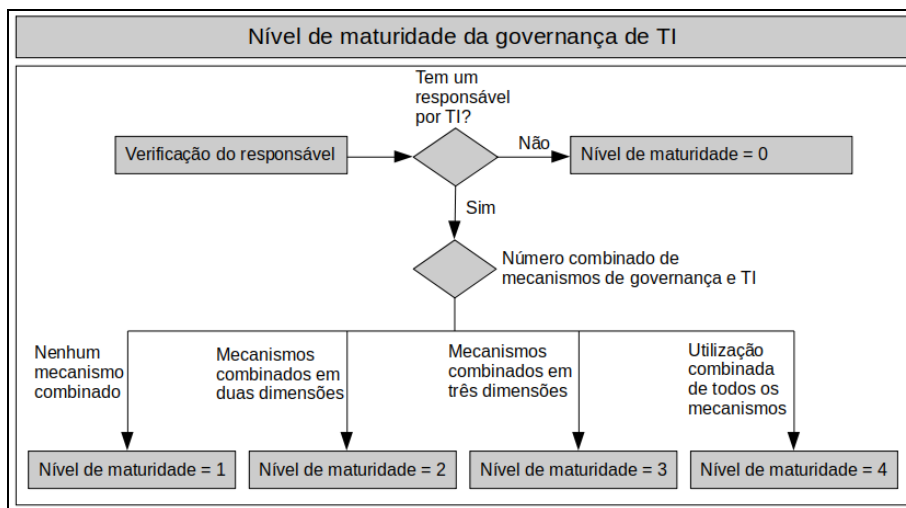 Nível de maturidade da governança de TI
Tem um
responsável
por TI?
Verificação do responsável
Não
Nível de maturidade = 0
Sim
Número combinado de
mecanismos de governança e TI
Nenhum
mecanismo
combinado
Mecanismos
combinados em
duas dimensões
Mecanismos
combinados em
três dimensões
Utilização
combinada
de todos os
mecanismos
Nível de maturidade = 1
Nível de maturidade = 2
Nível de maturidade = 3
Nível de maturidade = 4